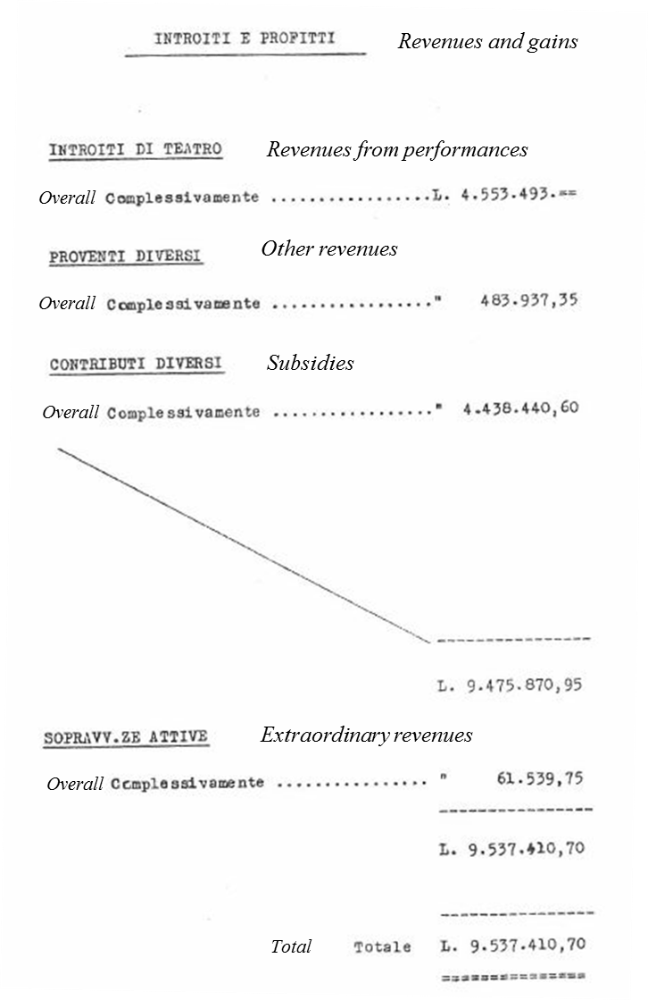 INTROITI E PROFITTI Revenues and gains
INTROITI DI TEATRO Revenues from performances
Overall Complessivamente .................L. 4.553.493.==
PROVENTI DIVERSI Other revenues
Overall Complessivamente ................." 483.937,35
CONTRIBUTI DIVERSI Subsidies
Overall Complessivamente ................." 4.438.440,60
-----------------
L. 9.475.870,95
SOPRAVV.ZE ATTIVE Extraordinary revenues
Overall Complessivamente ................ " 61.539,75
-----------------
L. 9.537.410,70
-----------------
Total Totale L. 9.537.410,70
================